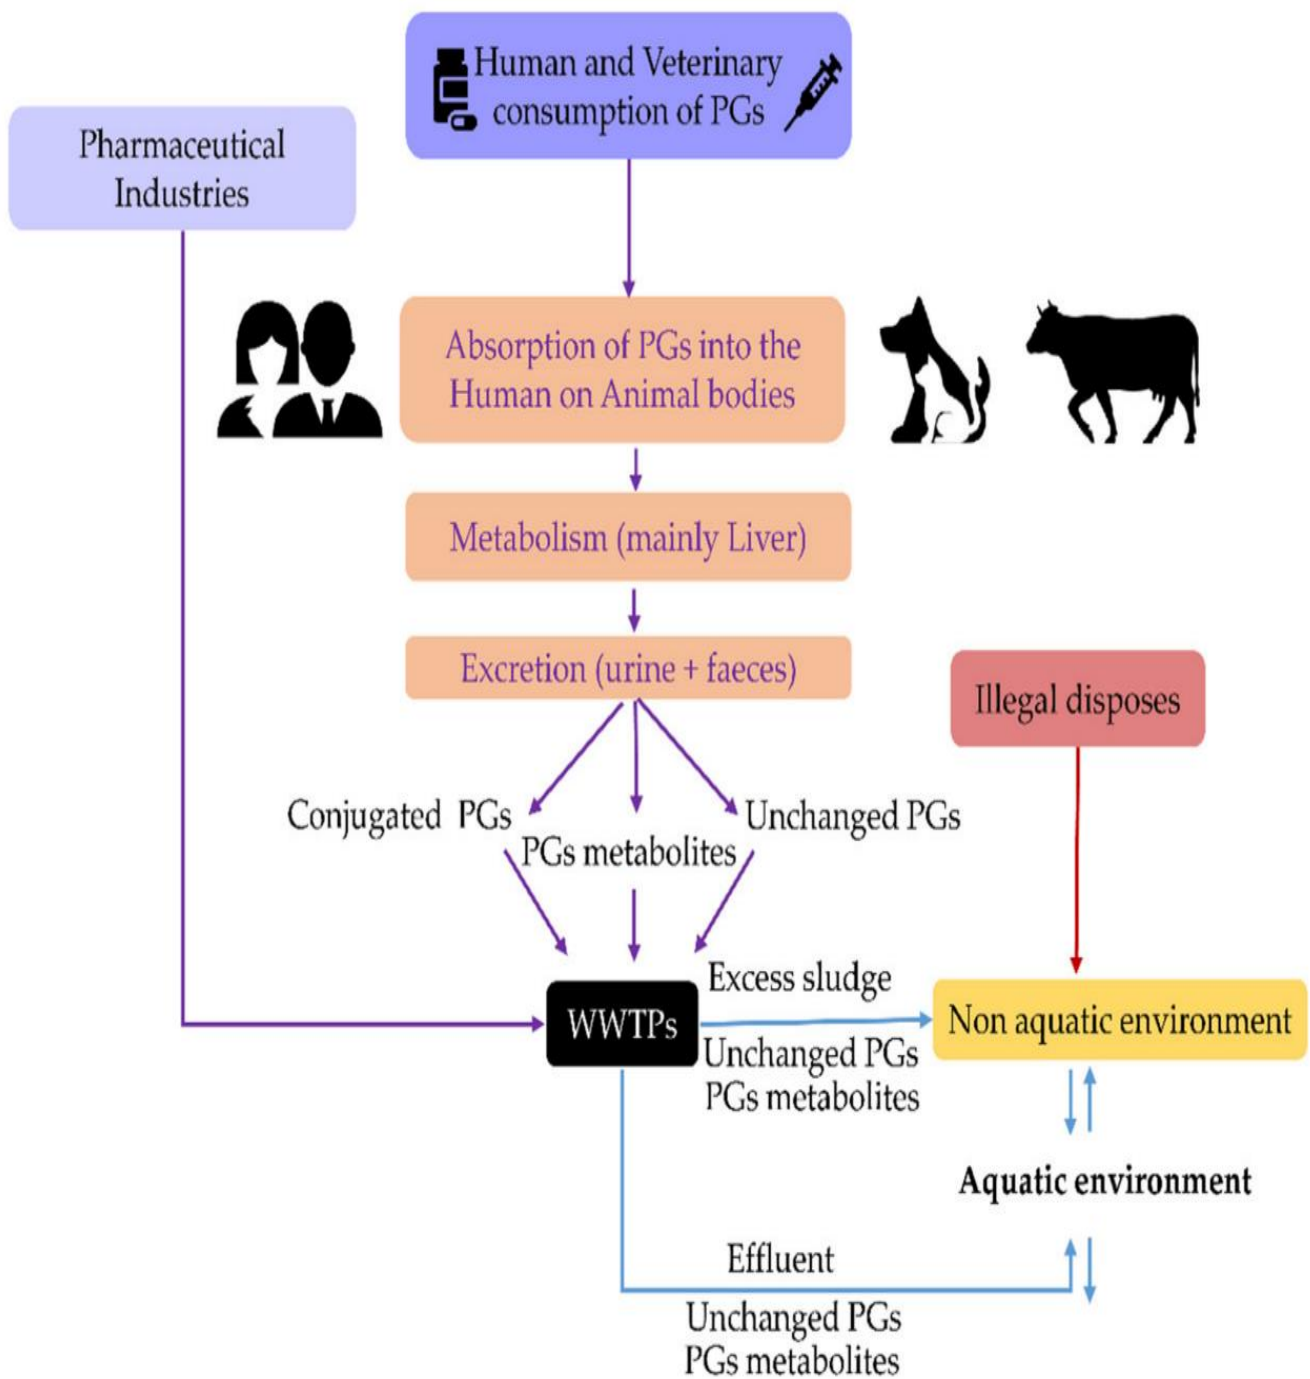 Human and Veterinary
consumption of PGs
Pharmaceutical
Industries
Absorption of PGs into the
Human on Animal bodies
Metabolism (mainly Liver)
Excretion (urine + faeces)
Illegal disposes
Conjugated PGs
Unchanged PGs
PGs metabolites
Excess sludge
WWTPs
Non aquatic environment
Unchanged PGs
PGs metabolites
Aquatic environment
Effluent
Unchanged PGs
PGs metabolites